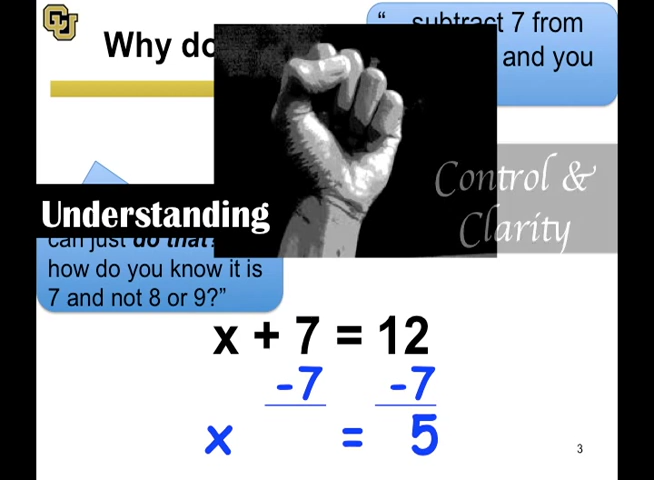 CU
Why do
“ subtract 7 from
and you
Control &
Clarity
Understanding
can just do that?
how do you know it is
7 and not 8 or 9?”
x + 7 = 12
-7 -7
x = 5
3